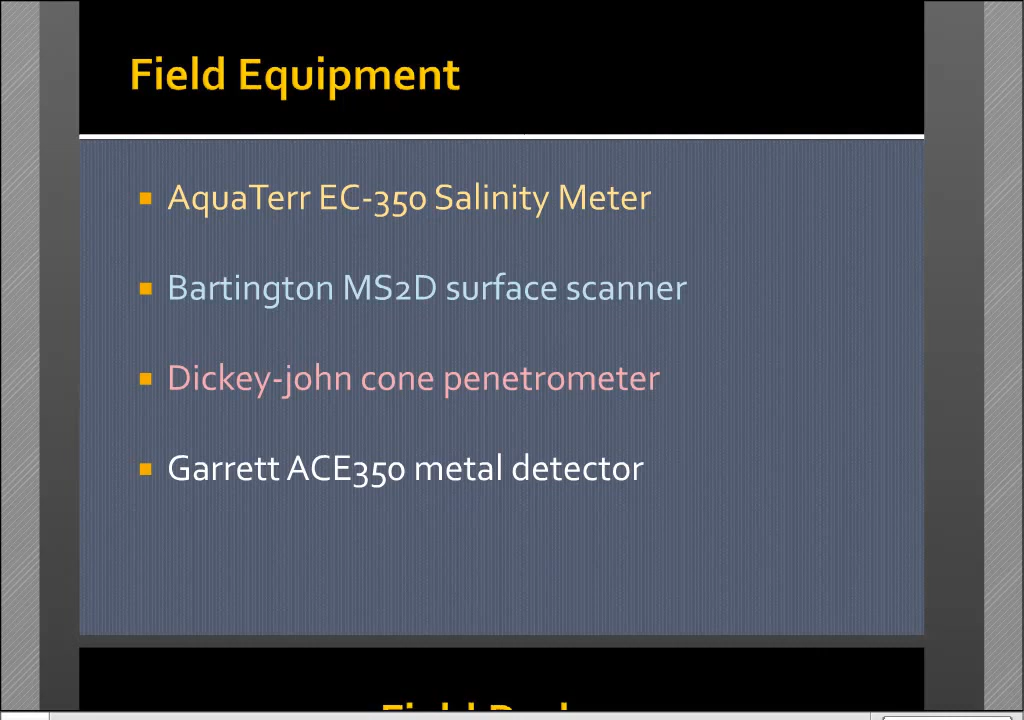 Field Equipment
AquaTerr EC-350 Salinity Meter
Bartington MS2D surface scanner
Dickey-john cone penetrometer
Garrett ACE350 metal detector
Field